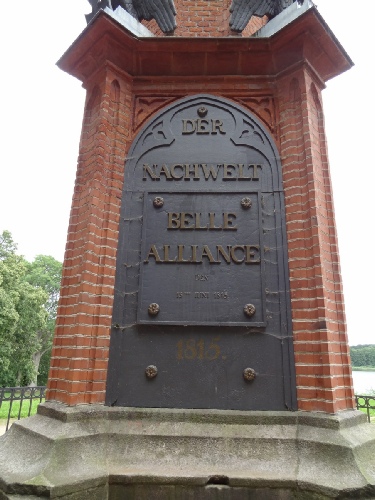 DER
NACHWELT
BELLE
ALLIANCE
1815.